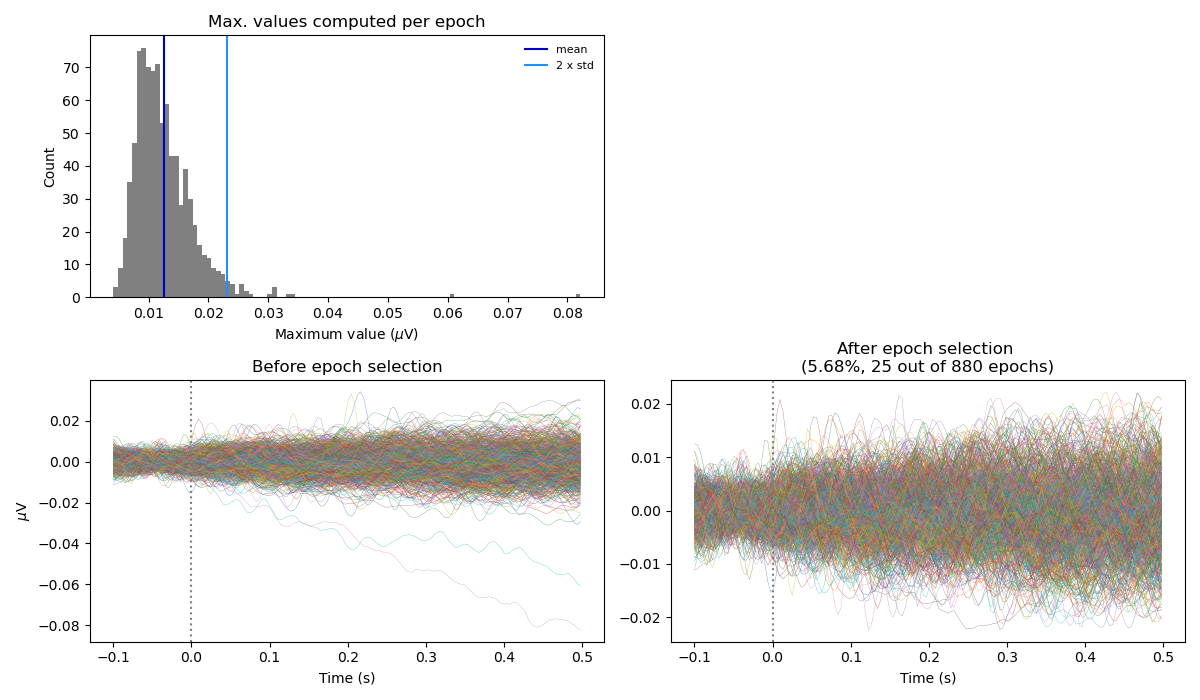 Max. values computed per epoch
mean
2 x std
Count
70
60
50
40
30
20
10
0
0.01 0.02 0.03 0.04 0.05 0.06 0.07 0.08
Maximum value (μV)
Before epoch selection
μV
0.02
0.00
−0.02
−0.04
−0.06
−0.08
−0.1 0.0 0.1 0.2 0.3 0.4 0.5
Time (s)
After epoch selection
(5.68%, 25 out of 880 epochs)
0.02
0.01
0.00
−0.01
−0.02
−0.1 0.0 0.1 0.2 0.3 0.4 0.5
Time (s)